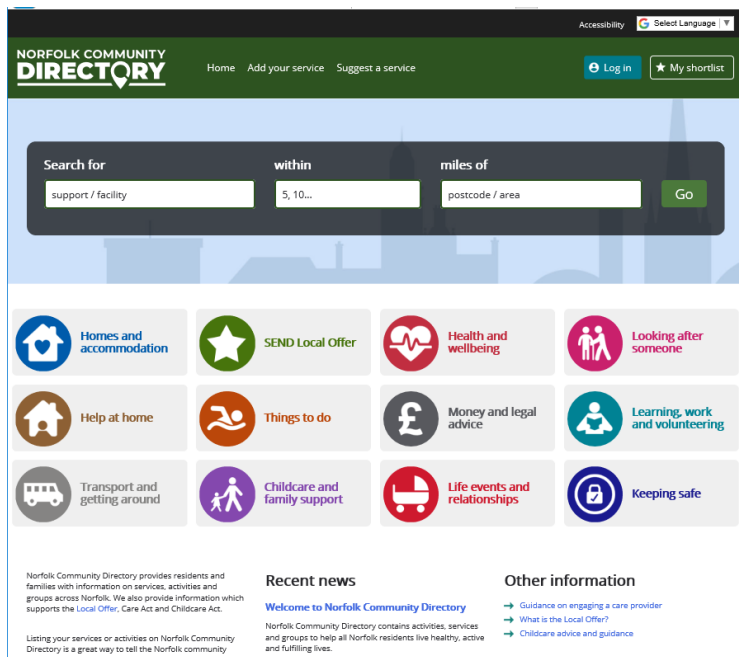 Accessibility
G Select Language ▼
NORFOLK COMMUNITY
DIRECTORY
Home Add your service Suggest a service
Log in
★ My shortlist
Search for within miles of
support / facility 5, 10... postcode / area Go
Homes and
accommodation
SEND Local Offer
Health and
wellbeing
Looking after
someone
Help at home
Things to do
£
Money and legal
advice
Learning, work
and volunteering
Transport and
getting around
Childcare and
family support
Life events and
relationships
Keeping safe
Norfolk Community Directory provides residents and
families with information on services, activities and
groups across Norfolk. We also provide information which
supports the Local Offer, Care Act and Childcare Act.
Listing your services or activities on Norfolk Community
Directory is a great way to tell the Norfolk community
Recent news
Welcome to Norfolk Community Directory
Norfolk Community Directory contains activities, services
and groups to help all Norfolk residents live healthy, active
and fulfilling lives.
Other information
→ Guidance on engaging a care provider
→ What is the Local Offer?
→ Childcare advice and guidance